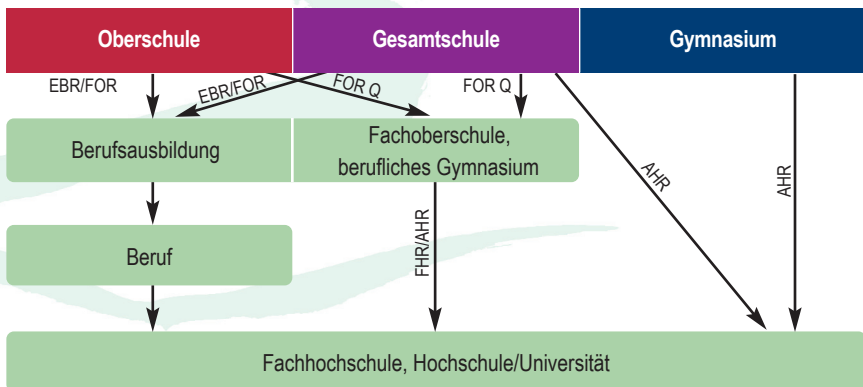 Oberschule
Gesamtschule
Gymnasium
EBR/FOR
EBR/FOR
FOR Q
FOR Q
Berufsausbildung
Fachoberschule,
berufliches Gymnasium
AHR
AHR
FHR/AHR
Beruf
Fachhochschule, Hochschule/Universität